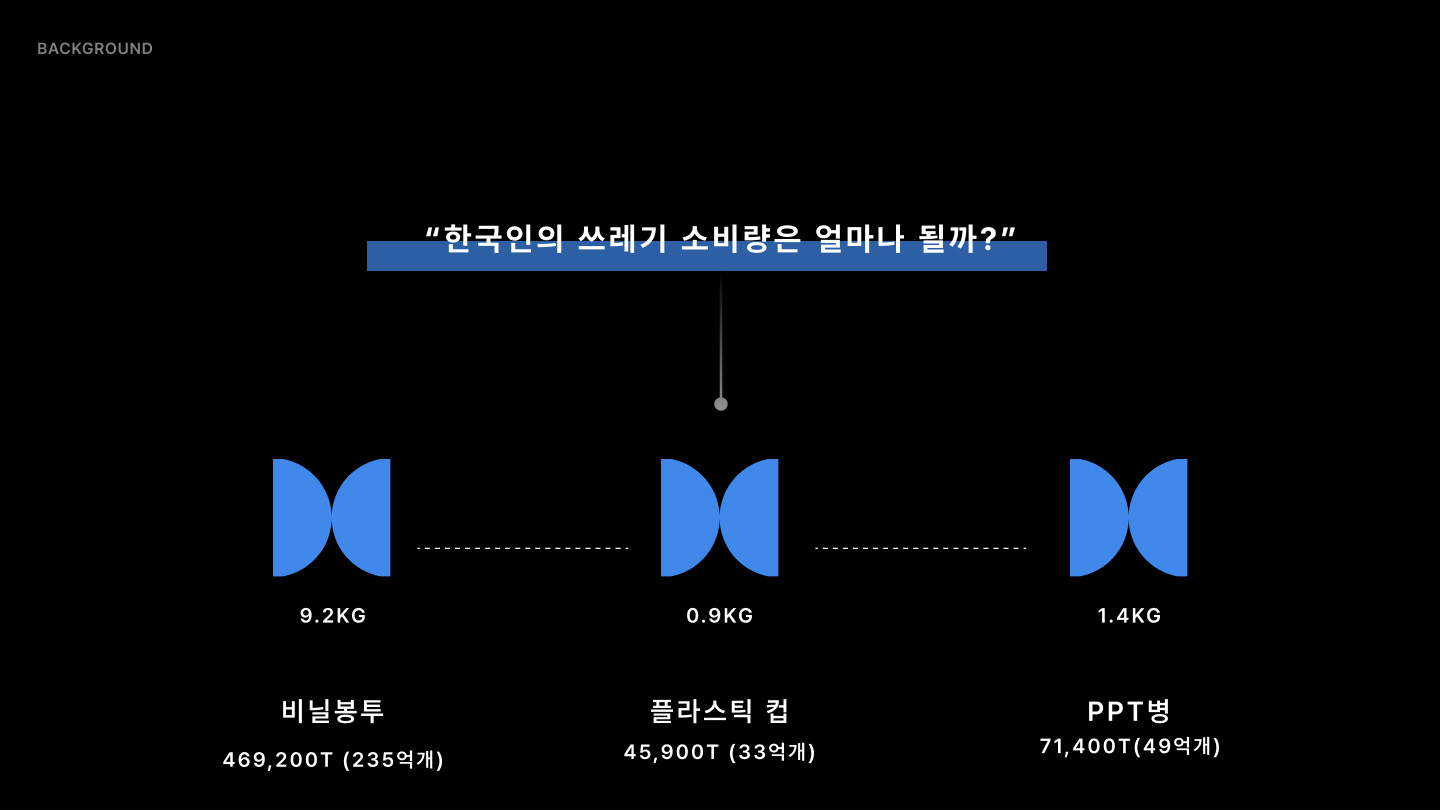 BACKGROUND
“한국인의 쓰레기 소비량은 얼마나 될까?”
9.2KG
0.9KG
1.4KG
비닐봉투
플라스틱 컵
PPT병
469,200T (235억개)
45,900T (33억개)
71,400T(49억개)